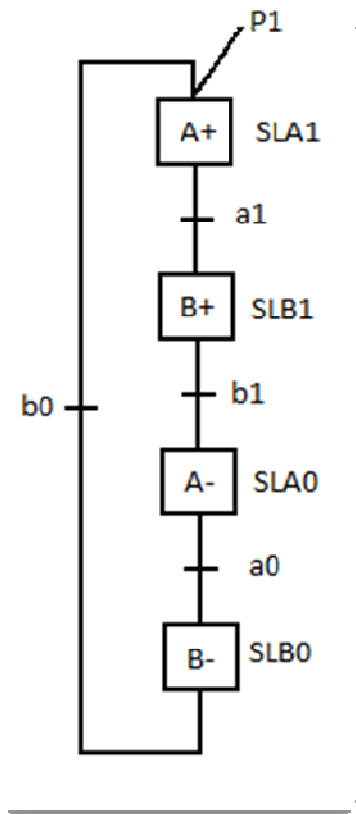 P1
A+ SLA1
a1
B+ SLB1
b0
b1
A- SLA0
a0
B- SLB0